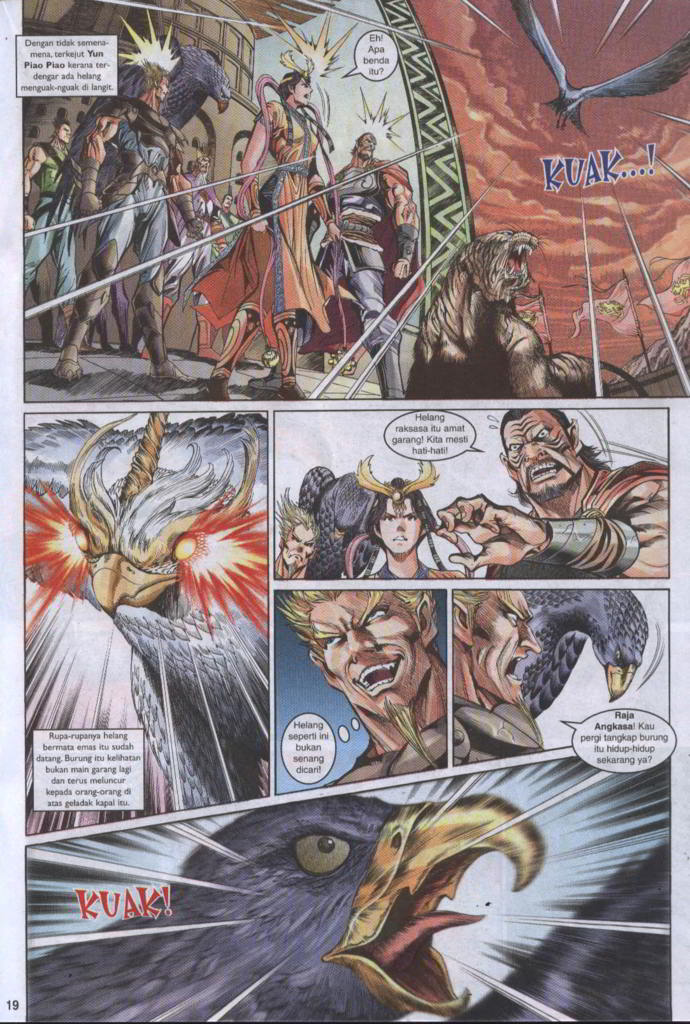 Dengan tidak semena-
mena, terkejut Yun
Piao Piao kerana ter-
dengar ada helang
menguak-nguak di langit.
Eh!
Apa
benda
itu?
KUAK....!
Helang
raksasa itu amat
garang! Kita mesti
hati-hati!
Rupa-rupanya helang
bermata emas itu sudah
datang. Burung itu kelihatan
bukan main garang lagi
dan terus meluncur
kepada orang-orang di
atas geladak kapal itu.
Helang
seperti ini
bukan
senang
dicari!
Raja
Angkasa! Kau
pergi tangkap burung
itu hidup-hidup
sekarang ya?
KUAK!
19